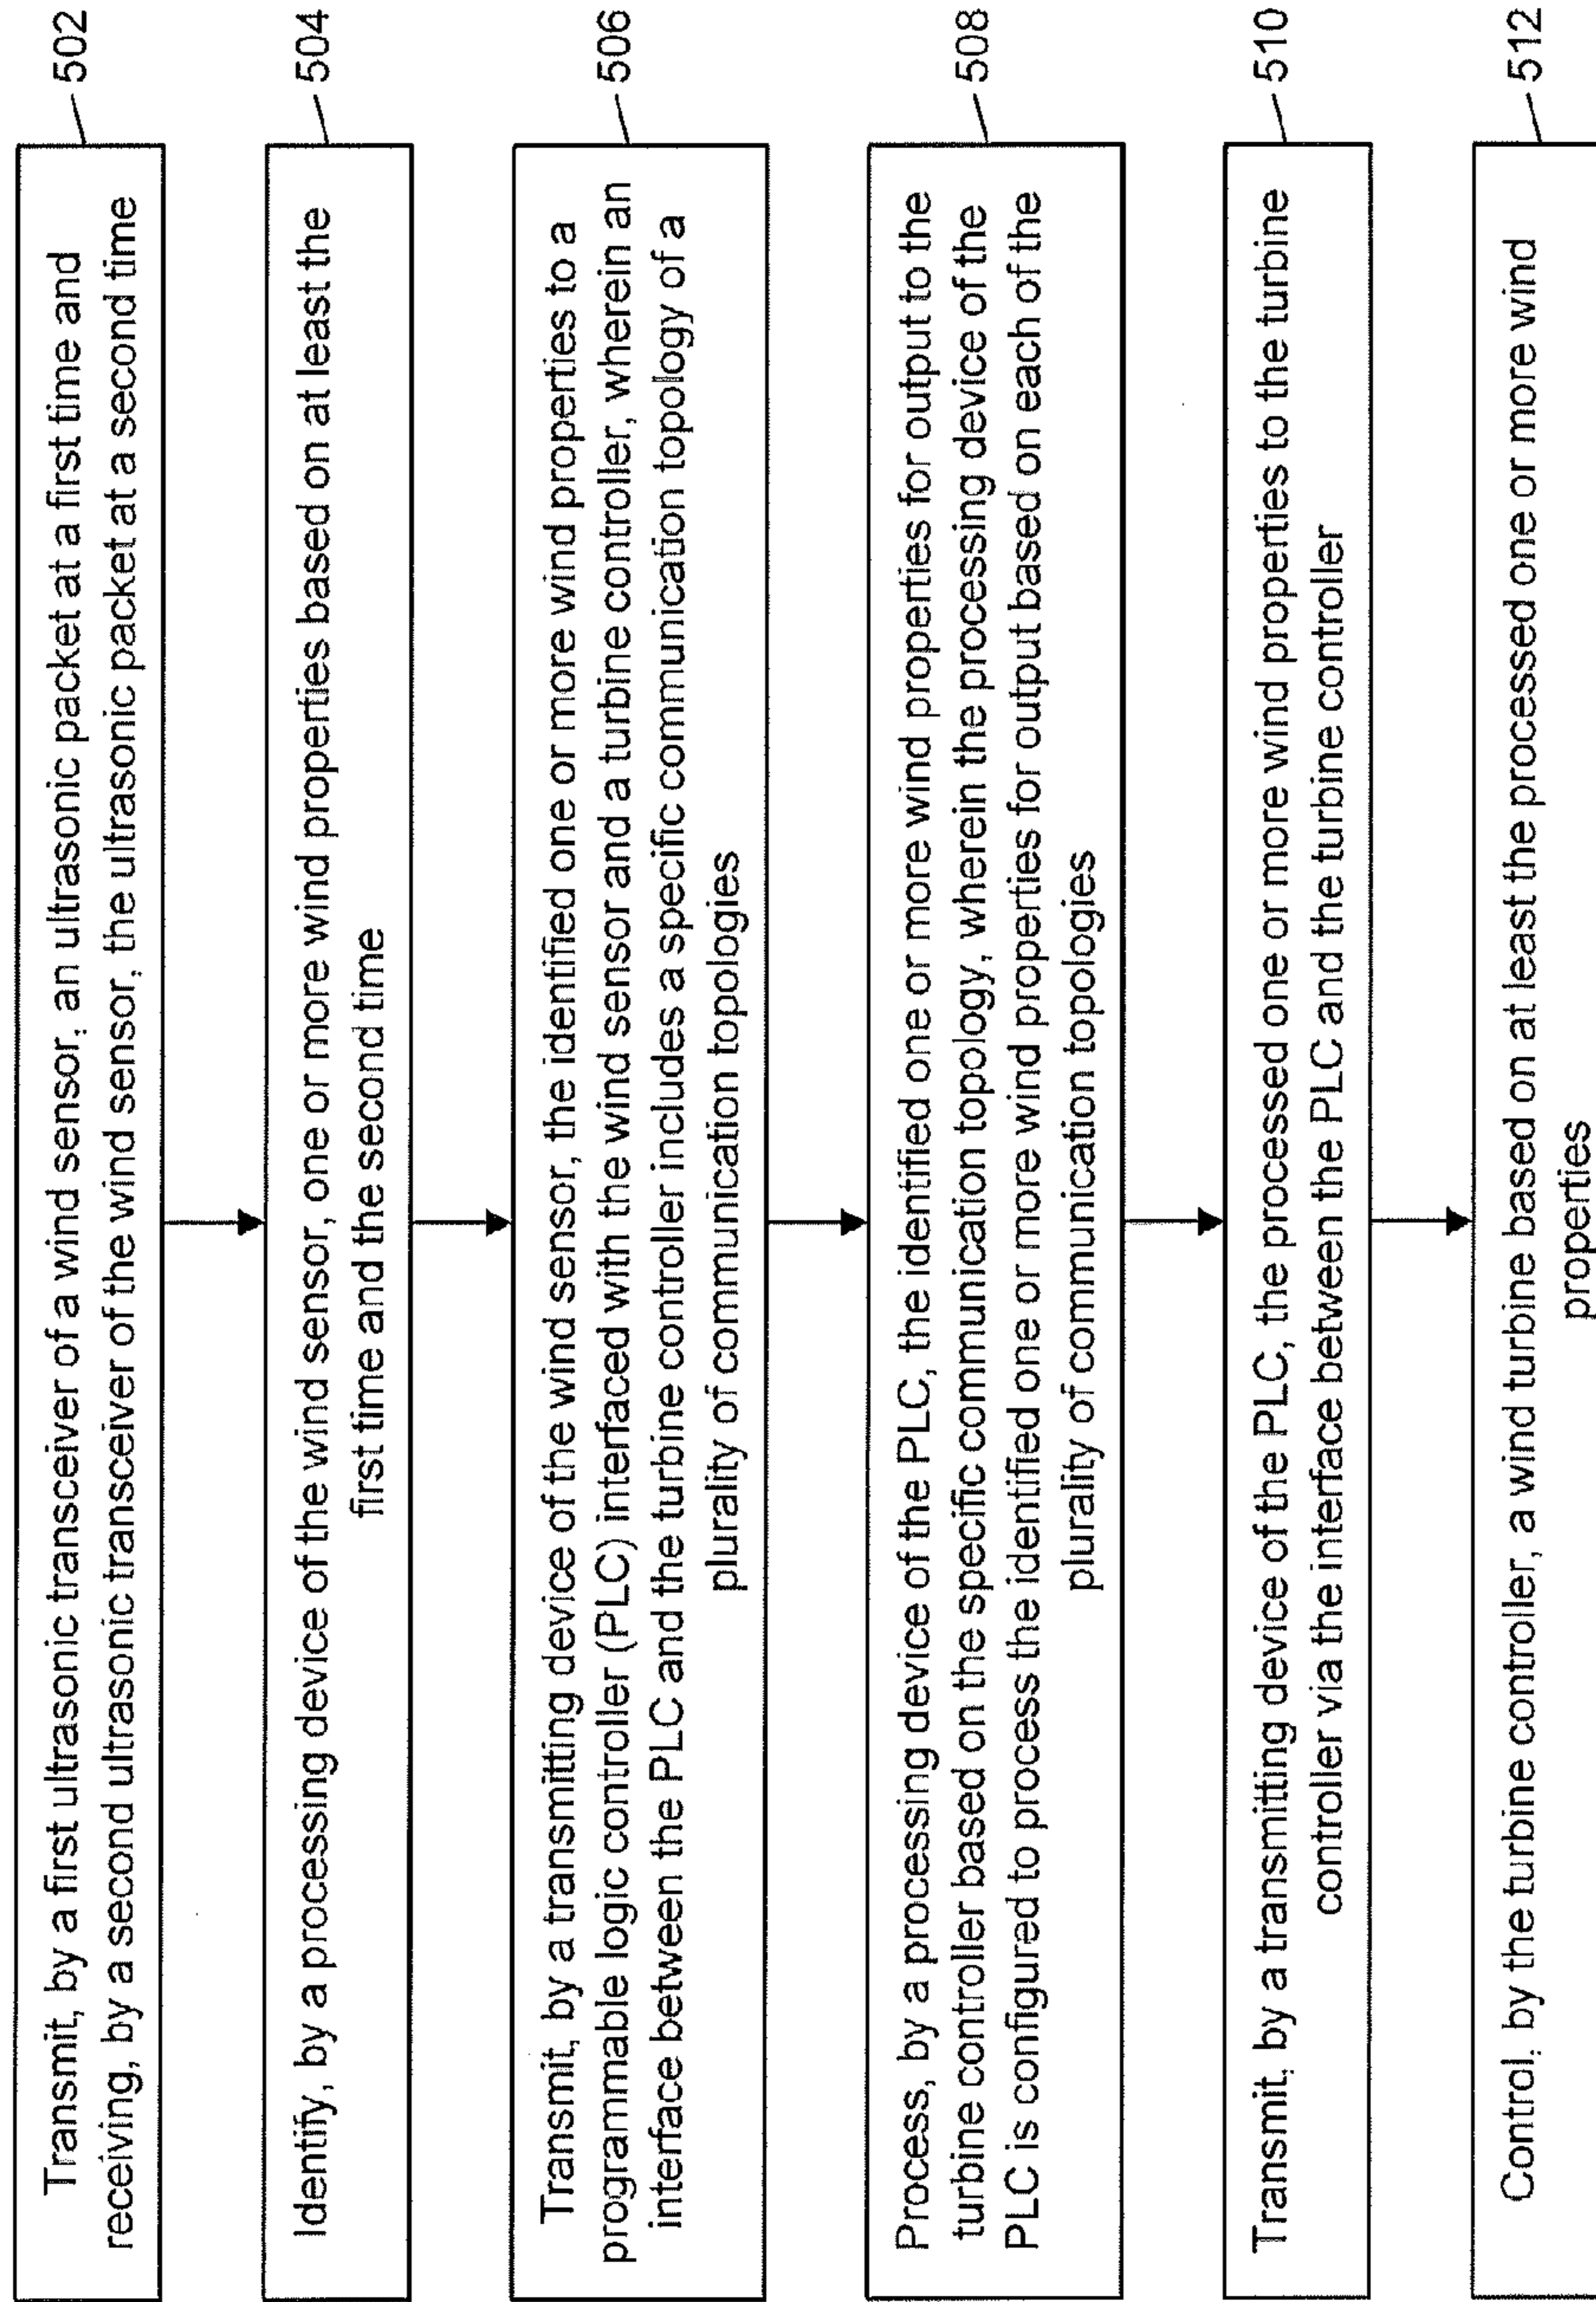 Transmit, by a first ultrasonic transceiver of a wind sensor, an ultrasonic packet at a first time and
receiving, by a second ultrasonic transceiver of the wind sensor, the ultrasonic packet at a second time
502
Identify, by a processing device of the wind sensor, one or more wind properties based on at least the
first time and the second time
504
Transmit, by a transmitting device of the wind sensor, the identified one or more wind properties to a
programmable logic controller (PLC) interfaced with the wind sensor and a turbine controller, wherein an
interface between the PLC and the turbine controller includes a specific communication topology of a
plurality of communication topologies
506
Process, by a processing device of the PLC, the identified one or more wind properties for output to the
turbine controller based on the specific communication topology, wherein the processing device of the
PLC is configured to process the identified one or more wind properties for output based on each of the
plurality of communication topologies
508
Transmit, by a transmitting device of the PLC, the processed one or more wind properties to the turbine
controller via the interface between the PLC and the turbine controller
510
Control, by the turbine controller, a wind turbine based on at least the processed one or more wind
properties
512